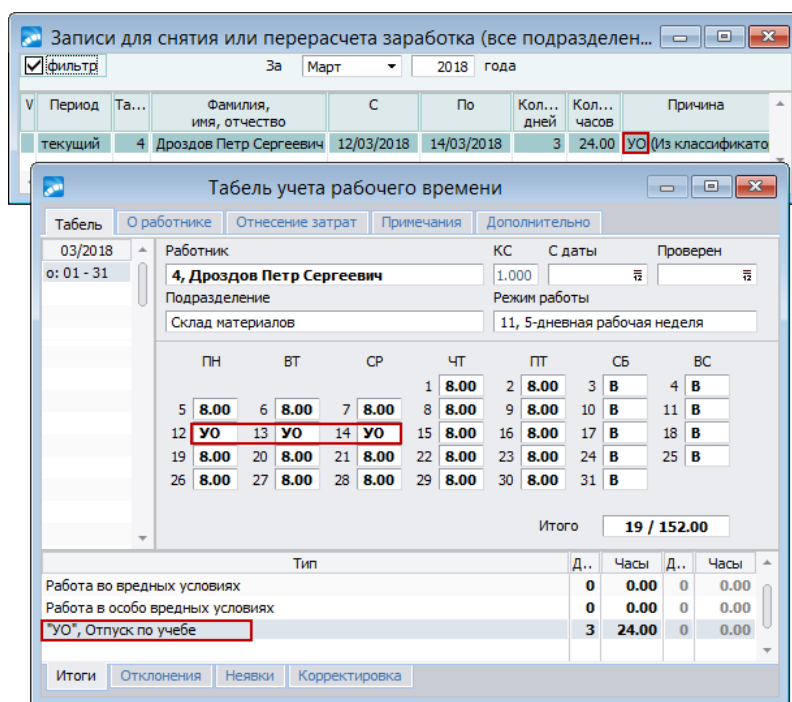 Записи для снятия или перерасчета заработка (все подразделен...
фильтр За Март 2018 года
V Период Та... Фамилия, имя, отчество С По Кол... дней Кол... часов Причина
текущий 4 Дроздов Петр Сергеевич 12/03/2018 14/03/2018 3 24.00 УО (Из классификато
Табель учета рабочего времени
Табель О работнике Отнесение затрат Примечания Дополнительно
03/2018 Работник КС С даты Проверен
о: 01 - 31 4, Дроздов Петр Сергеевич 1.000
Подразделение Режим работы
Склад материалов 11, 5-дневная рабочая неделя
ПН ВТ СР ЧТ ПТ СБ ВС
1 8.00 2 8.00 3 В 4 В
5 8.00 6 8.00 7 8.00 8 8.00 9 8.00 10 В 11 В
12 УО 13 УО 14 УО 15 8.00 16 8.00 17 В 18 В
19 8.00 20 8.00 21 8.00 22 8.00 23 8.00 24 В 25 В
26 8.00 27 8.00 28 8.00 29 8.00 30 8.00 31 В
Итого 19 / 152.00
Тип Д.. Часы Д.. Часы
Работа во вредных условиях 0 0.00 0 0.00
Работа в особо вредных условиях 0 0.00 0 0.00
"УО", Отпуск по учебе 3 24.00 0 0.00
Итоги Отклонения Неявки Корректировка